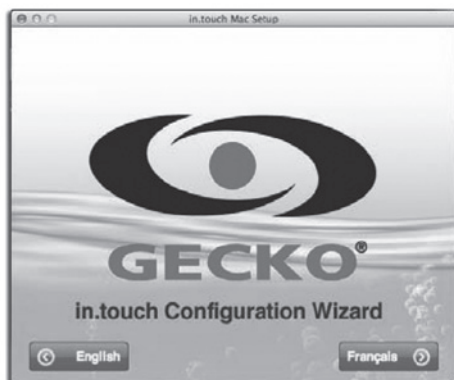 in.touch Mac Setup
GECKO®
in.touch Configuration Wizard
English
Français